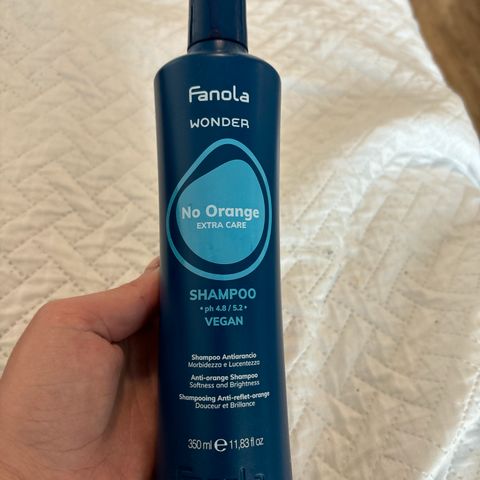 Fanola
WONDER
No Orange
EXTRA CARE
SHAMPOO
• ph 4.8 / 5.2 •
VEGAN
Shampoo Antiarancio
Morbidezza e Lucentezza
Anti-orange Shampoo
Softness and Brightness
Shampooing Anti-reflet-orange
Douceur et Brillance
350 ml ℮ 11,83 fl oz
Fanola